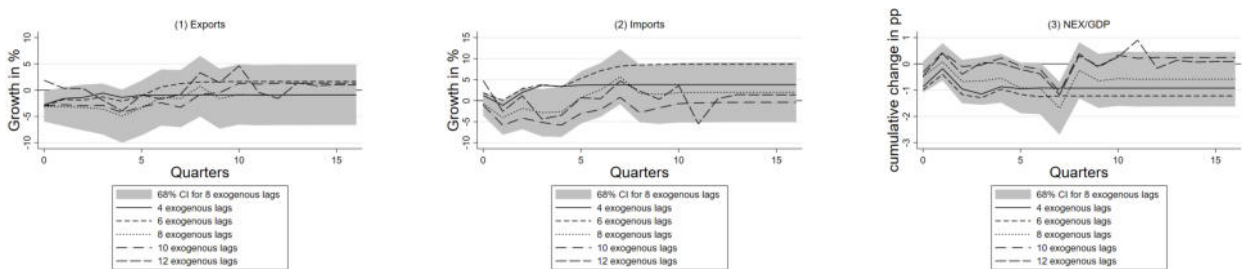 (1) Exports
Growth in %
10
5
0
-5
-10
0 5 10 15
Quarters
68% CI for 8 exogenous lags
4 exogenous lags
6 exogenous lags
8 exogenous lags
10 exogenous lags
12 exogenous lags
(2) Imports
Growth in %
15
10
5
0
-5
-10
0 5 10 15
Quarters
68% CI for 8 exogenous lags
4 exogenous lags
6 exogenous lags
8 exogenous lags
10 exogenous lags
12 exogenous lags
(3) NEX/GDP
cumulative change in pp
1
0
-1
-2
-3
0 5 10 15
Quarters
68% CI for 8 exogenous lags
4 exogenous lags
6 exogenous lags
8 exogenous lags
10 exogenous lags
12 exogenous lags